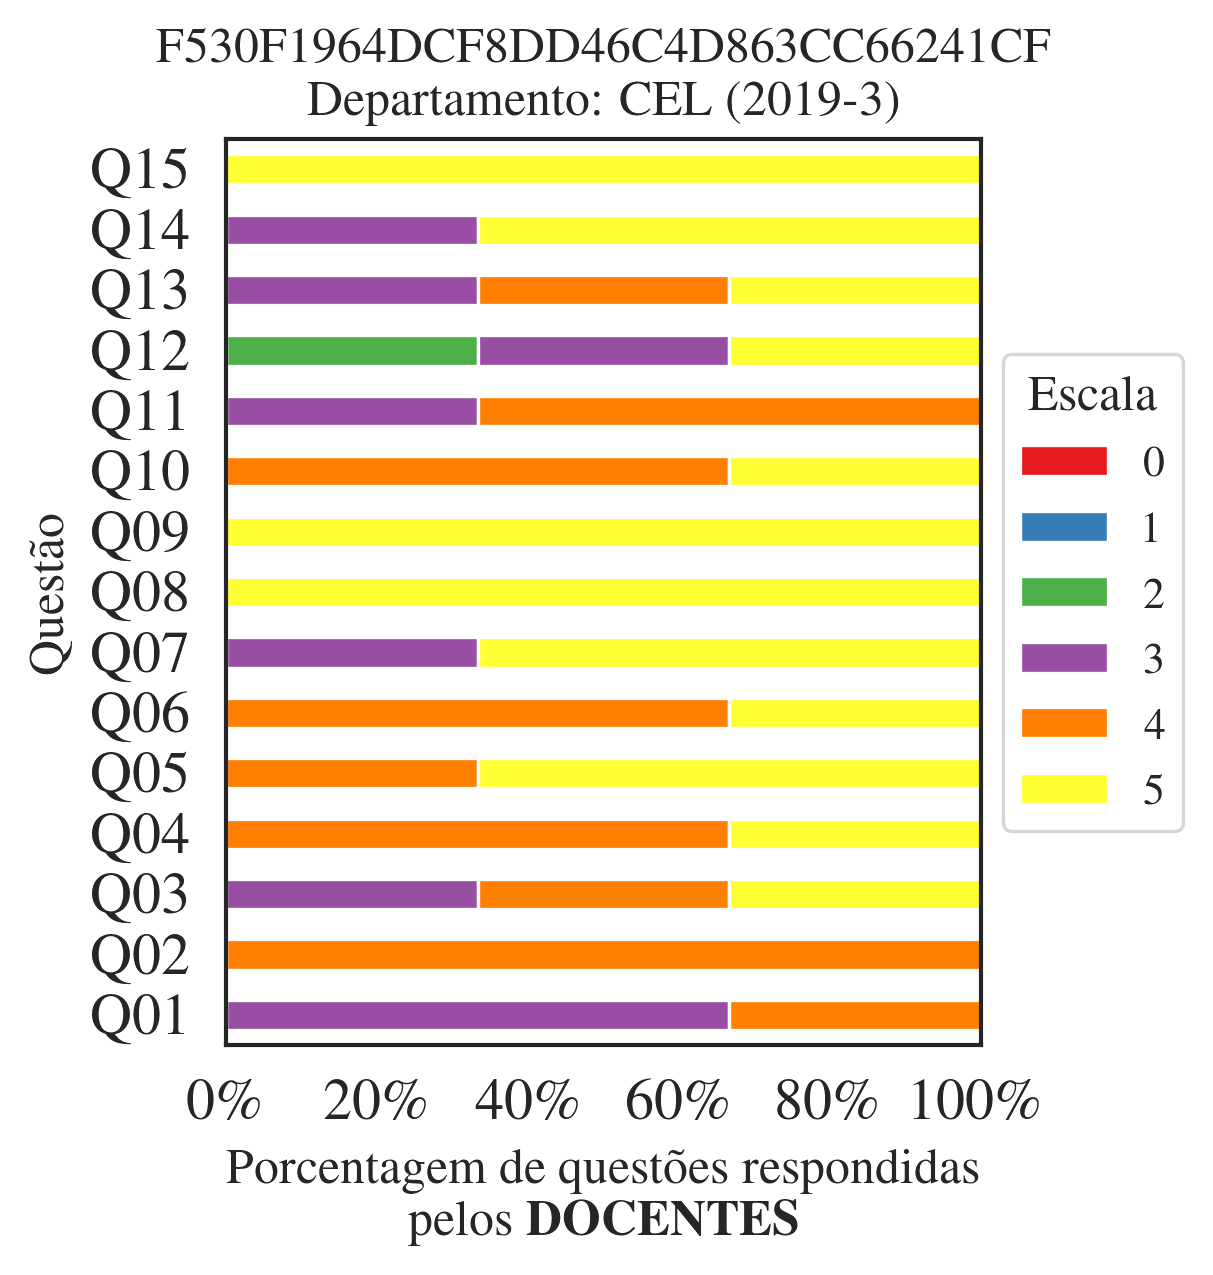 F530F1964DCF8DD46C4D863CC66241CF
Departamento: CEL (2019-3)
Q15
Q14
Q13
Q12
Q11
Q10
Q09
Q08
Q07
Q06
Q05
Q04
Q03
Q02
Q01
Questão
0% 20% 40% 60% 80% 100%
Porcentagem de questões respondidas
pelos DOCENTES
Escala
0
1
2
3
4
5